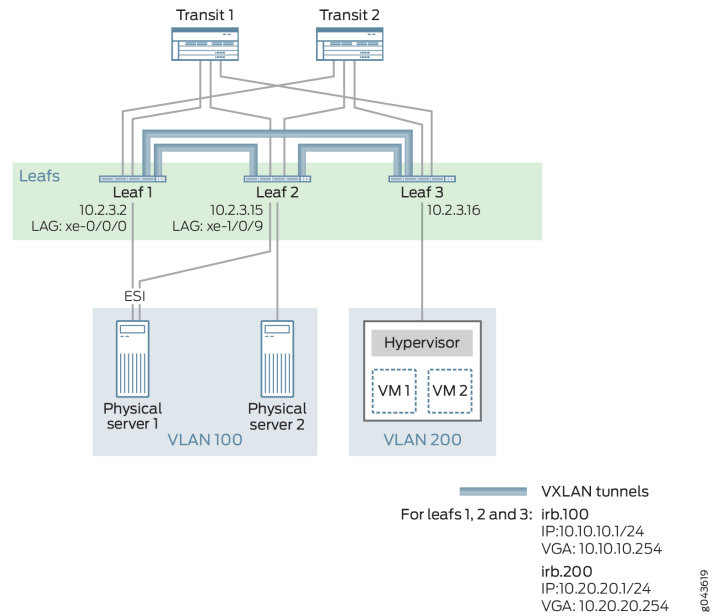 Transit 1
Transit 2
Leafs
Leaf 1
Leaf 2
Leaf 3
10.2.3.2
LAG: xe-0/0/0
10.2.3.15
LAG: xe-1/0/9
10.2.3.16
ESI
Hypervisor
VM 1
VM 2
Physical
server 1
Physical
server 2
VLAN 100
VLAN 200
VXLAN tunnels
For leafs 1, 2 and 3: irb.100
IP:10.10.10.1/24
VGA: 10.10.10.254
irb.200
IP:10.20.20.1/24
VGA: 10.20.20.254
g043619